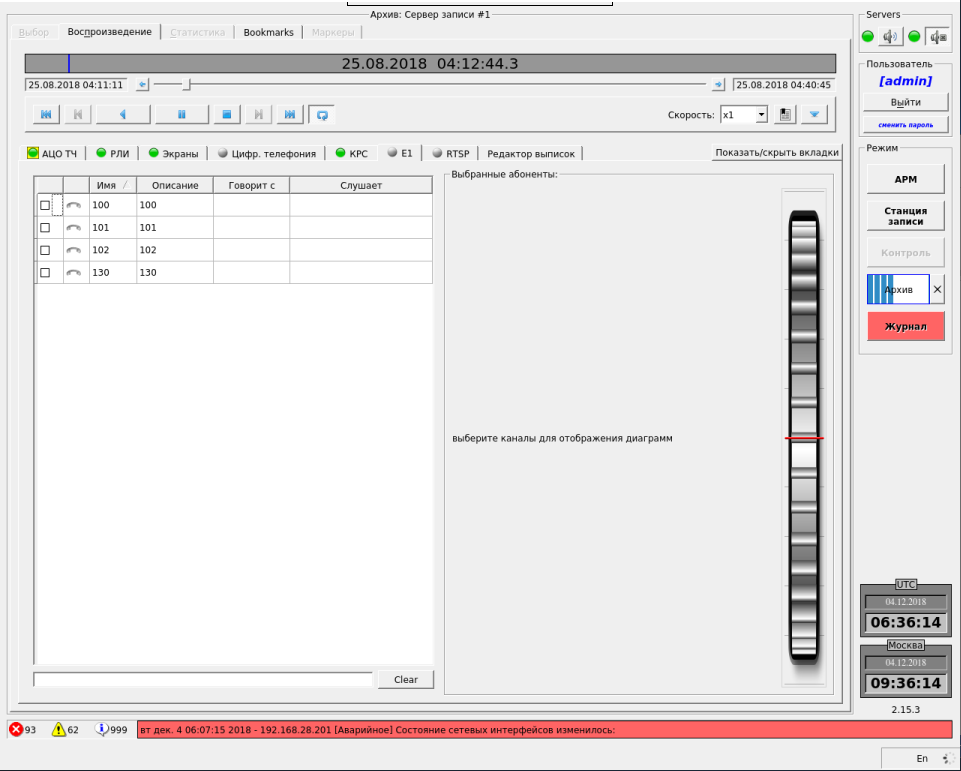 Архив: Сервер записи #1
Выбор Воспроизведение Статистика Bookmarks Маркеры
25.08.2018 04:12:44.3
25.08.2018 04:11:11 25.08.2018 04:40:45
Скорость: x1
АЦО ТЧ РЛИ Экраны Цифр. телефония КРС E1 RTSP Редактор выписок Показать/скрыть вкладки
Имя Описание Говорит с Слушает
100 100
101 101
102 102
130 130
Clear
Выбранные абоненты:
выберите каналы для отображения диаграмм
Servers
Пользователь
[admin]
Выйти
сменить пароль
Режим
АРМ
Станция
записи
Контроль
Архив
Журнал
UTC
04.12.2018
06:36:14
Москва
04.12.2018
09:36:14
2.15.3
93 62 999 вт дек. 4 06:07:15 2018 - 192.168.28.201 [Аварийное] Состояние сетевых интерфейсов изменилось:
En